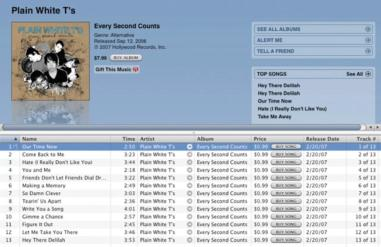 Plain White T's
PLAIN WHITE T'S
Every Second Counts
Genre: Alternative
Released Sep 12, 2006
© 2007 Hollywood Records, Inc.
$7.99 BUY ALBUM
Gift This Music
SEE ALL ALBUMS
ALERT ME
TELL A FRIEND
TOP SONGS See All
Hey There Delilah
Hey There Delilah
Our Time Now
Hate (I Really Don't Like You)
Take Me Away
Name Time Artist Album Price Release Date Track #
1 Our Time Now 2:50 Plain White T's Every Second Counts $0.99 BUY SONG 2/20/07 1 of 13
2 Come Back to Me 3:23 Plain White T's Every Second Counts $0.99 BUY SONG 2/20/07 2 of 13
3 Hate (I Really Don't Like You) 3:44 Plain White T's Every Second Counts $0.99 BUY SONG 2/20/07 3 of 13
4 You and Me 2:18 Plain White T's Every Second Counts $0.99 BUY SONG 2/20/07 4 of 13
5 Friends Don't Let Friends Dial Dr... 3:22 Plain White T's Every Second Counts $0.99 BUY SONG 2/20/07 5 of 13
6 Making a Memory 2:49 Plain White T's Every Second Counts $0.99 BUY SONG 2/20/07 6 of 13
7 So Damn Clever 3:03 Plain White T's Every Second Counts $0.99 BUY SONG 2/20/07 7 of 13
8 Tearin' Us Apart 2:36 Plain White T's Every Second Counts $0.99 BUY SONG 2/20/07 8 of 13
9 Write You a Song 4:01 Plain White T's Every Second Counts $0.99 BUY SONG 2/20/07 9 of 13
10 Gimme a Chance 2:57 Plain White T's Every Second Counts $0.99 BUY SONG 2/20/07 10 of 13
11 Figure It Out 2:45 Plain White T's Every Second Counts $0.99 BUY SONG 2/20/07 11 of 13
12 Let Me Take You There 3:46 Plain White T's Every Second Counts $0.99 BUY SONG 2/20/07 12 of 13
13 Hey There Delilah 3:53 Plain White T's Every Second Counts $0.99 BUY SONG 2/20/07 13 of 13